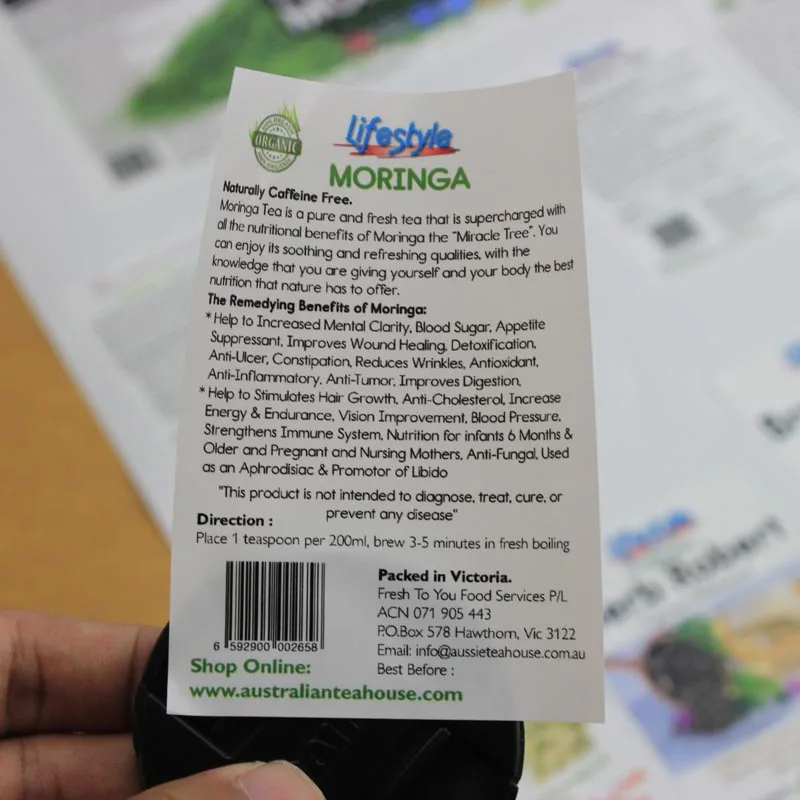 100% ORGANIC
ORGANIC
100% ORGANIC
Lifestyle
MORINGA
Naturally Caffeine Free.
Moringa Tea is a pure and fresh tea that is supercharged with
all the nutritional benefits of Moringa the "Miracle Tree". You
can enjoy its soothing and refreshing qualities, with the
knowledge that you are giving yourself and your body the best
nutrition that nature has to offer.
The Remedying Benefits of Moringa:
* Help to Increased Mental Clarity, Blood Sugar, Appetite
Suppressant, Improves Wound Healing, Detoxification,
Anti-Ulcer, Constipation, Reduces Wrinkles, Antioxidant,
Anti-Inflammatory, Anti-Tumor, Improves Digestion,
* Help to Stimulates Hair Growth, Anti-Cholesterol, Increase
Energy & Endurance, Vision Improvement, Blood Pressure,
Strengthens Immune System, Nutrition for infants 6 Months &
Older and Pregnant and Nursing Mothers, Anti-Fungal, Used
as an Aphrodisiac & Promotor of Libido
"This product is not intended to diagnose, treat, cure, or
prevent any disease"
Direction :
Place 1 teaspoon per 200ml, brew 3-5 minutes in fresh boiling
6 592900 002658
Packed in Victoria.
Fresh To You Food Services P/L
ACN 071 905 443
P.O.Box 578 Hawthorn, Vic 3122
Email: info@aussieteahouse.com.au
Best Before :
Shop Online:
www.australianteahouse.com
erb Robert